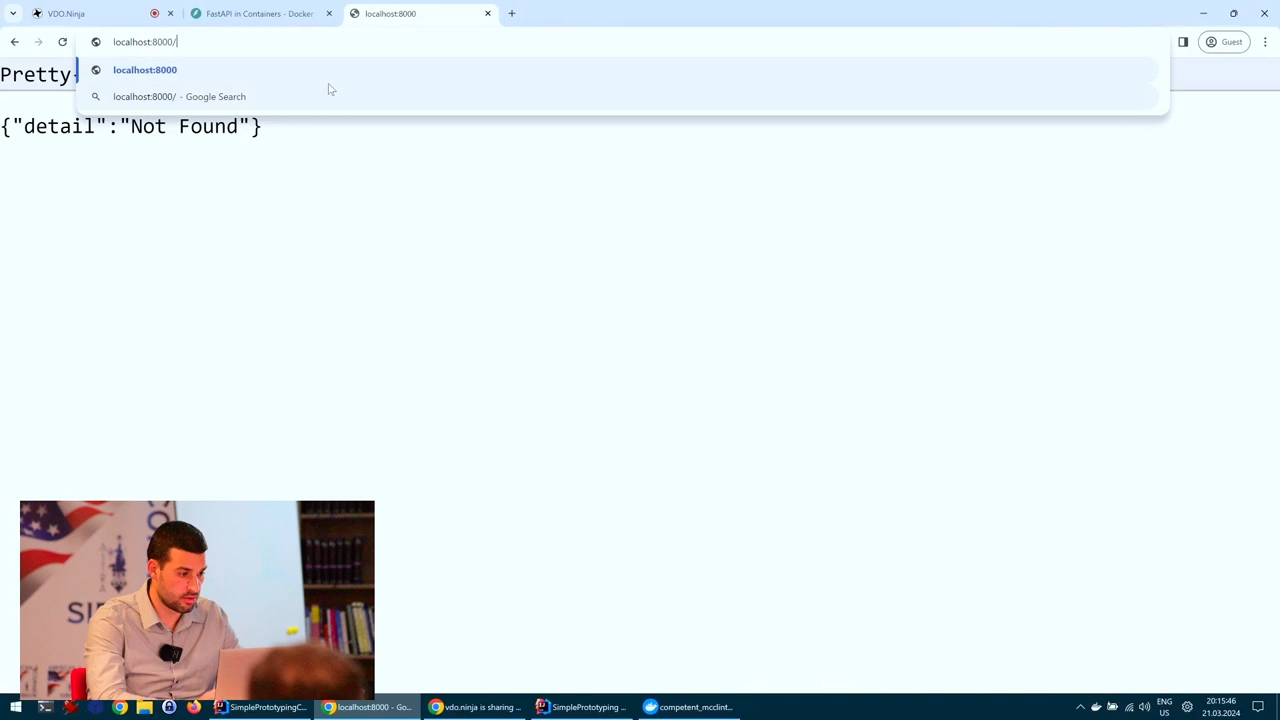 VDO.Ninja
FastAPI in Containers - Docker
localhost:8000
localhost:8000/
Guest
Pretty-
localhost:8000
localhost:8000/ - Google Search
{"detail":"Not Found"}
SI
SimplePrototypingC...
localhost:8000 - Go...
vdo.ninja is sharing ...
SimplePrototyping ...
competent_mcclint...
ENG
US
20:15:46
21.03.2024